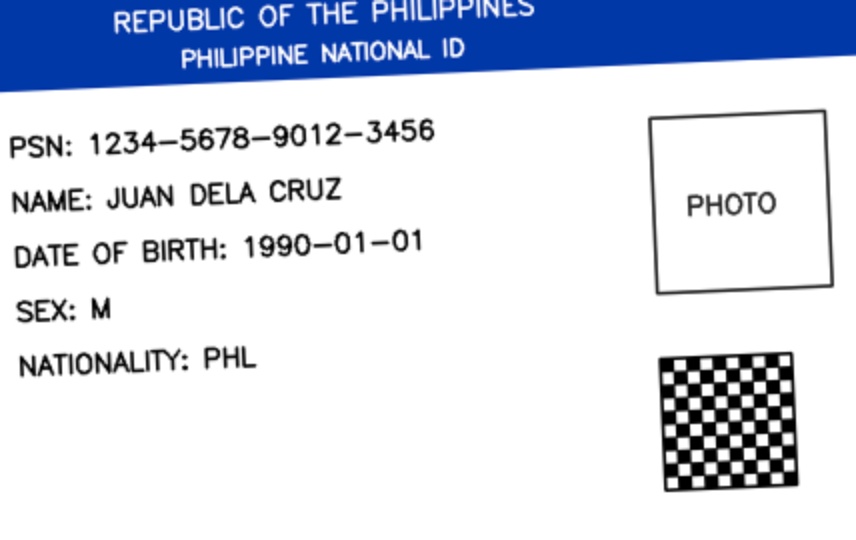 REPUBLIC OF THE PHILIPPINES
PHILIPPINE NATIONAL ID
PSN: 1234-5678-9012-3456
NAME: JUAN DELA CRUZ
DATE OF BIRTH: 1990-01-01
SEX: M
NATIONALITY: PHL
PHOTO